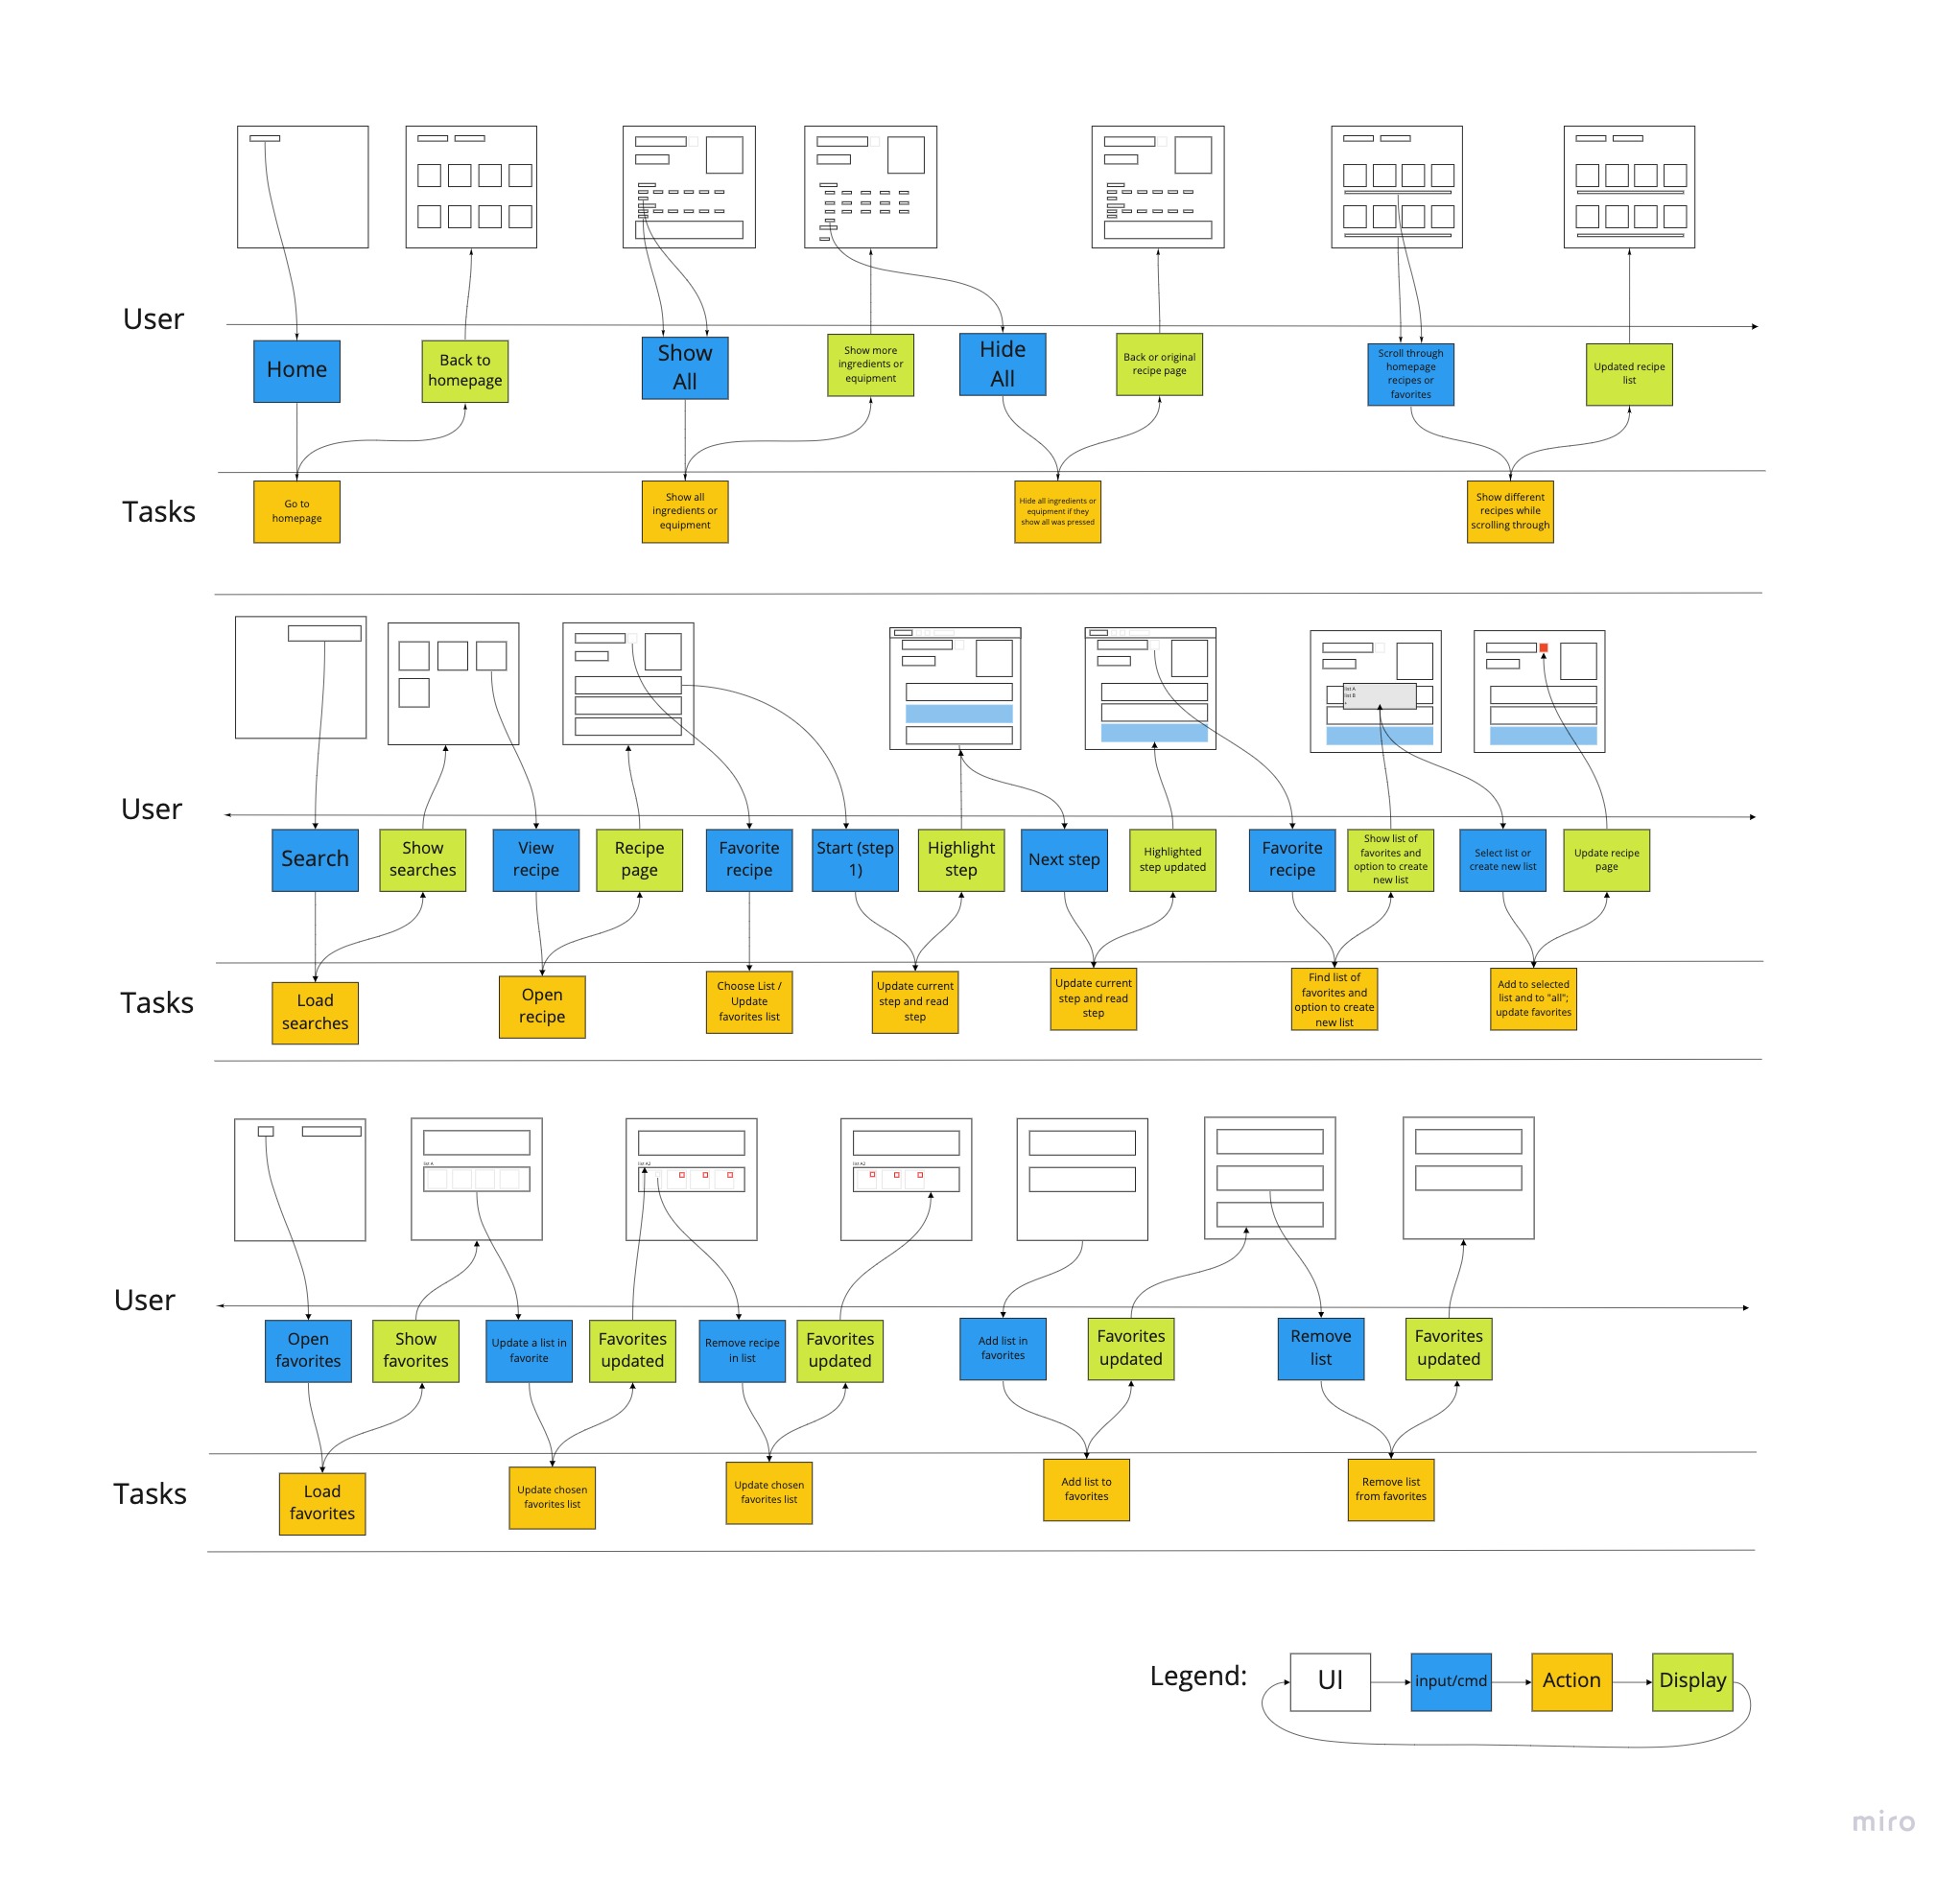 User
Home
Back to
homepage
Show
All
Show more
ingredients or
equipment
Hide
All
Back or original
recipe page
Scroll through
homepage
recipes or
favorites
Updated recipe
list
Tasks
Go to
homepage
Show all
ingredients or
equipment
Hide all ingredients or
equipment if they
show all was pressed
Show different
recipes while
scrolling through
list A
list B
+
User
Search
Show
searches
View
recipe
Recipe
page
Favorite
recipe
Start (step
1)
Highlight
step
Next step
Highlighted
step updated
Favorite
recipe
Show list of
favorites and
option to create
new list
Select list or
create new list
Update recipe
page
Tasks
Load
searches
Open
recipe
Choose List /
Update
favorites list
Update current
step and read
step
Update current
step and read
step
Find list of
favorites and
option to create
new list
Add to selected
list and to "all";
update favorites
list A
list A2
list A2
User
Open
favorites
Show
favorites
Update a list in
favorite
Favorites
updated
Remove recipe
in list
Favorites
updated
Add list in
favorites
Favorites
updated
Remove
list
Favorites
updated
Tasks
Load
favorites
Update chosen
favorites list
Update chosen
favorites list
Add list to
favorites
Remove list
from favorites
Legend:
UI
input/cmd
Action
Display
miro